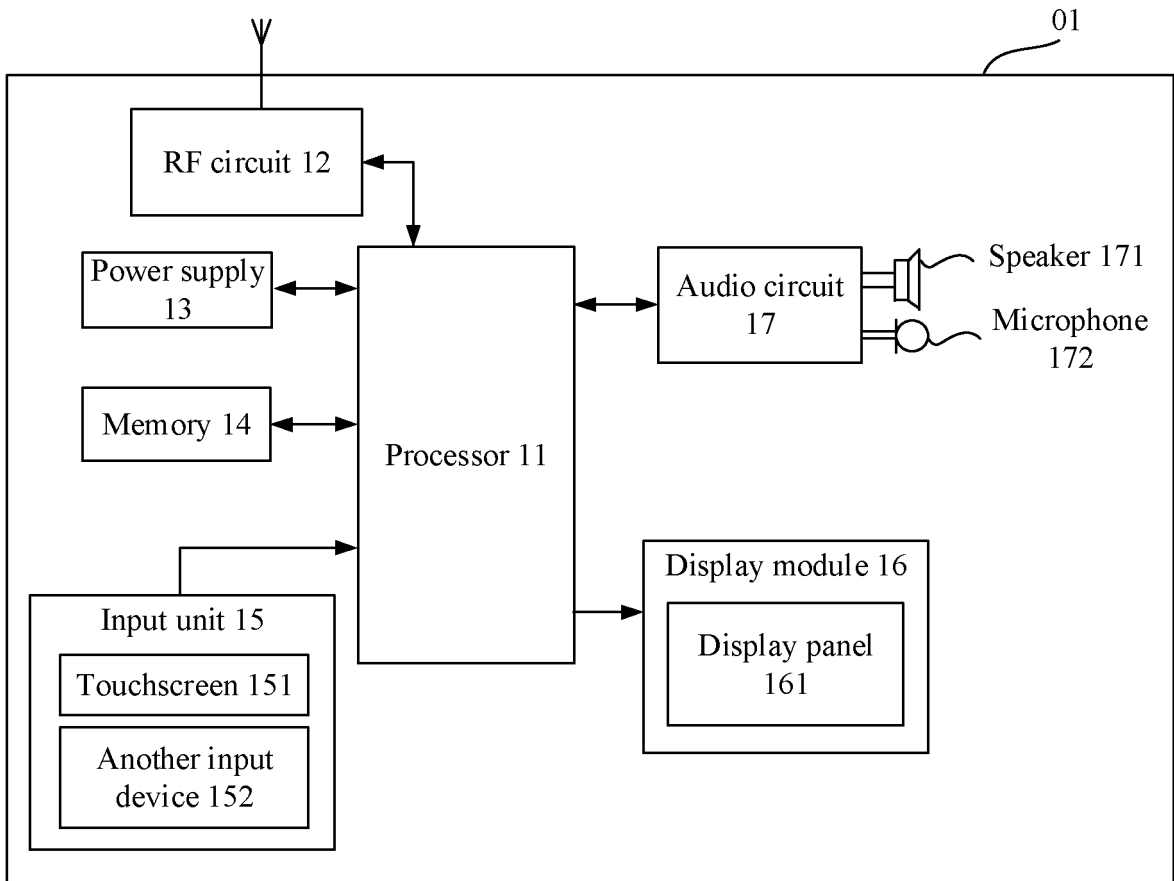 01
RF circuit 12
Power supply
13
Memory 14
Processor 11
Audio circuit
17
Speaker 171
Microphone
172
Input unit 15
Touchscreen 151
Another input
device 152
Display module 16
Display panel
161